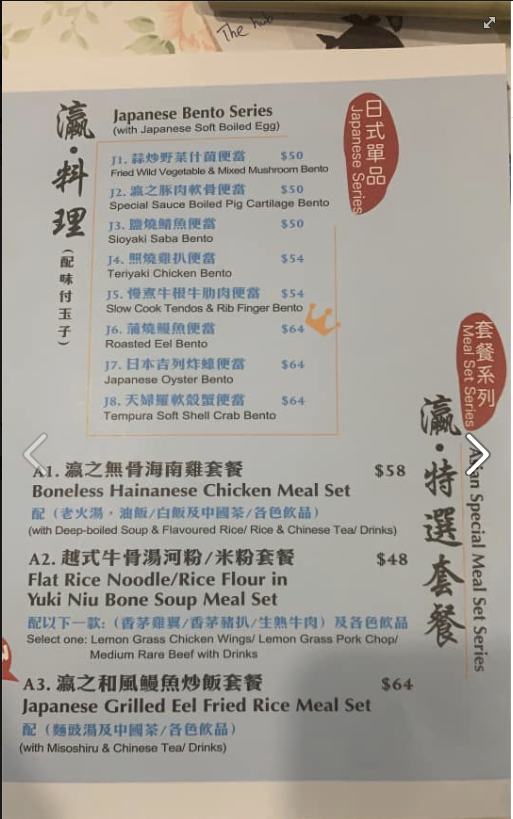 The hub
瀛·料理
(配味付玉子)
Japanese Bento Series
(with Japanese Soft Boiled Egg)
日式單品
Japanese Series
J1. 蒜炒野菜什菌便當 $50
Fried Wild Vegetable & Mixed Mushroom Bento
J2. 瀛之豚肉軟骨便當 $50
Special Sauce Boiled Pig Cartilage Bento
J3. 鹽燒鯖魚便當 $50
Sioyaki Saba Bento
J4. 照燒雞扒便當 $54
Teriyaki Chicken Bento
J5. 慢煮牛根牛肋肉便當 $54
Slow Cook Tendos & Rib Finger Bento
J6. 蒲燒鰻魚便當 $64
Roasted Eel Bento
J7. 日本吉列炸蠔便當 $64
Japanese Oyster Bento
J8. 天婦羅軟殼蟹便當 $64
Tempura Soft Shell Crab Bento
套餐系列
Meal Set Series
瀛·特選套餐
Asian Special Meal Set Series
A1. 瀛之無骨海南雞套餐 $58
Boneless Hainanese Chicken Meal Set
配（老火湯，油飯/白飯及中國茶/各色飲品）
(with Deep-boiled Soup & Flavoured Rice/ Rice & Chinese Tea/ Drinks)
A2. 越式牛骨湯河粉/米粉套餐 $48
Flat Rice Noodle/Rice Flour in
Yuki Niu Bone Soup Meal Set
配以下一款:（香茅雞翼/香茅豬扒/生熟牛肉）及各色飲品
Select one: Lemon Grass Chicken Wings/ Lemon Grass Pork Chop/
Medium Rare Beef with Drinks
A3. 瀛之和風鰻魚炒飯套餐 $64
Japanese Grilled Eel Fried Rice Meal Set
配（麵豉湯及中國茶/各色飲品）
(with Misoshiru & Chinese Tea/ Drinks)